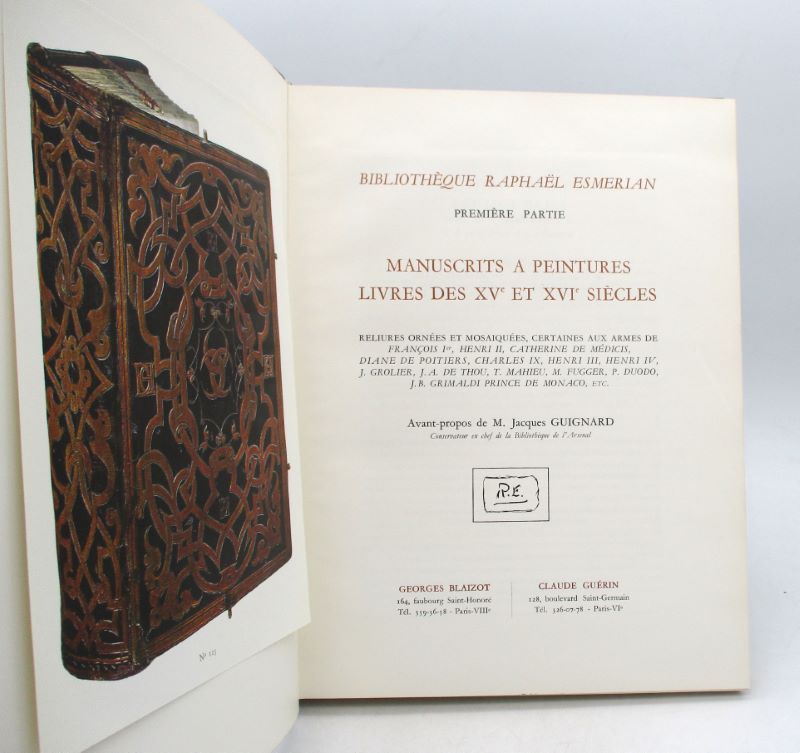 BIBLIOTHÈQUE RAPHAËL ESMERIAN
PREMIÈRE PARTIE
MANUSCRITS A PEINTURES
LIVRES DES XVe ET XVIe SIÈCLES
RELIURES ORNÉES ET MOSAIQUÉES, CERTAINES AUX ARMES DE
FRANÇOIS Ier, HENRI II, CATHERINE DE MÉDICIS,
DIANE DE POITIERS, CHARLES IX, HENRI III, HENRI IV,
J. GROLIER, J.A. DE THOU, T. MAHIEU, M. FUGGER, P. DUODO,
J.B. GRIMALDI PRINCE DE MONACO, ETC.
Avant-propos de M. Jacques GUIGNARD
Conservateur en chef de la Bibliothèque de l'Arsenal
R.E.
GEORGES BLAIZOT
164, faubourg Saint-Honoré
Tél. 359-36-58 - Paris-VIIIe
CLAUDE GUÉRIN
128, boulevard Saint-Germain
Tél. 326-07-78 - Paris-VIe
No